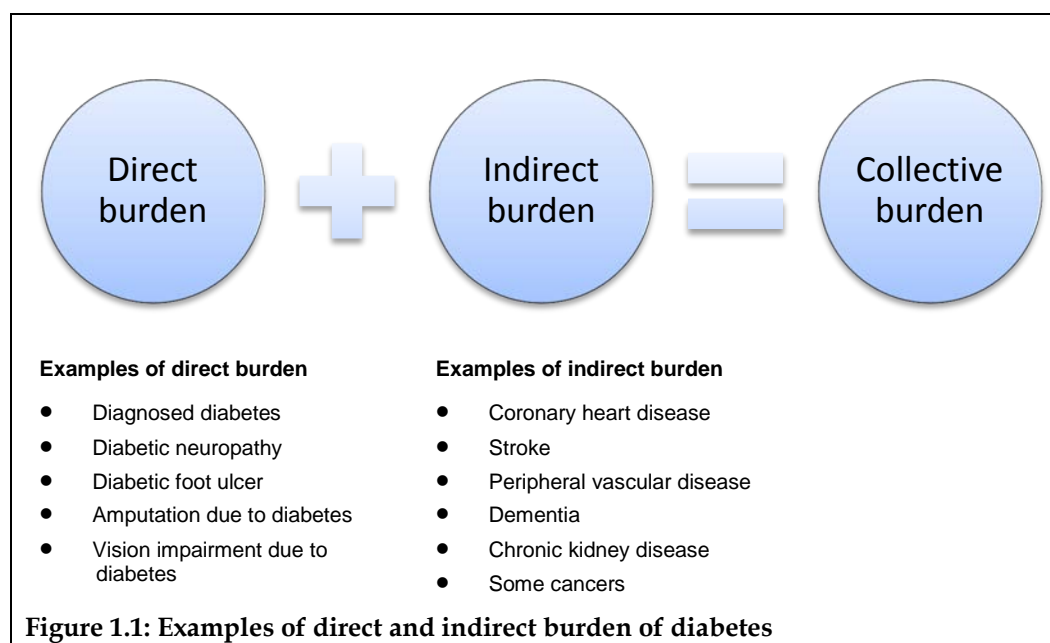 Direct
burden
Indirect
burden
Collective
burden
Examples of direct burden
● Diagnosed diabetes
● Diabetic neuropathy
● Diabetic foot ulcer
● Amputation due to diabetes
● Vision impairment due to
diabetes
Examples of indirect burden
● Coronary heart disease
● Stroke
● Peripheral vascular disease
● Dementia
● Chronic kidney disease
● Some cancers
Figure 1.1: Examples of direct and indirect burden of diabetes